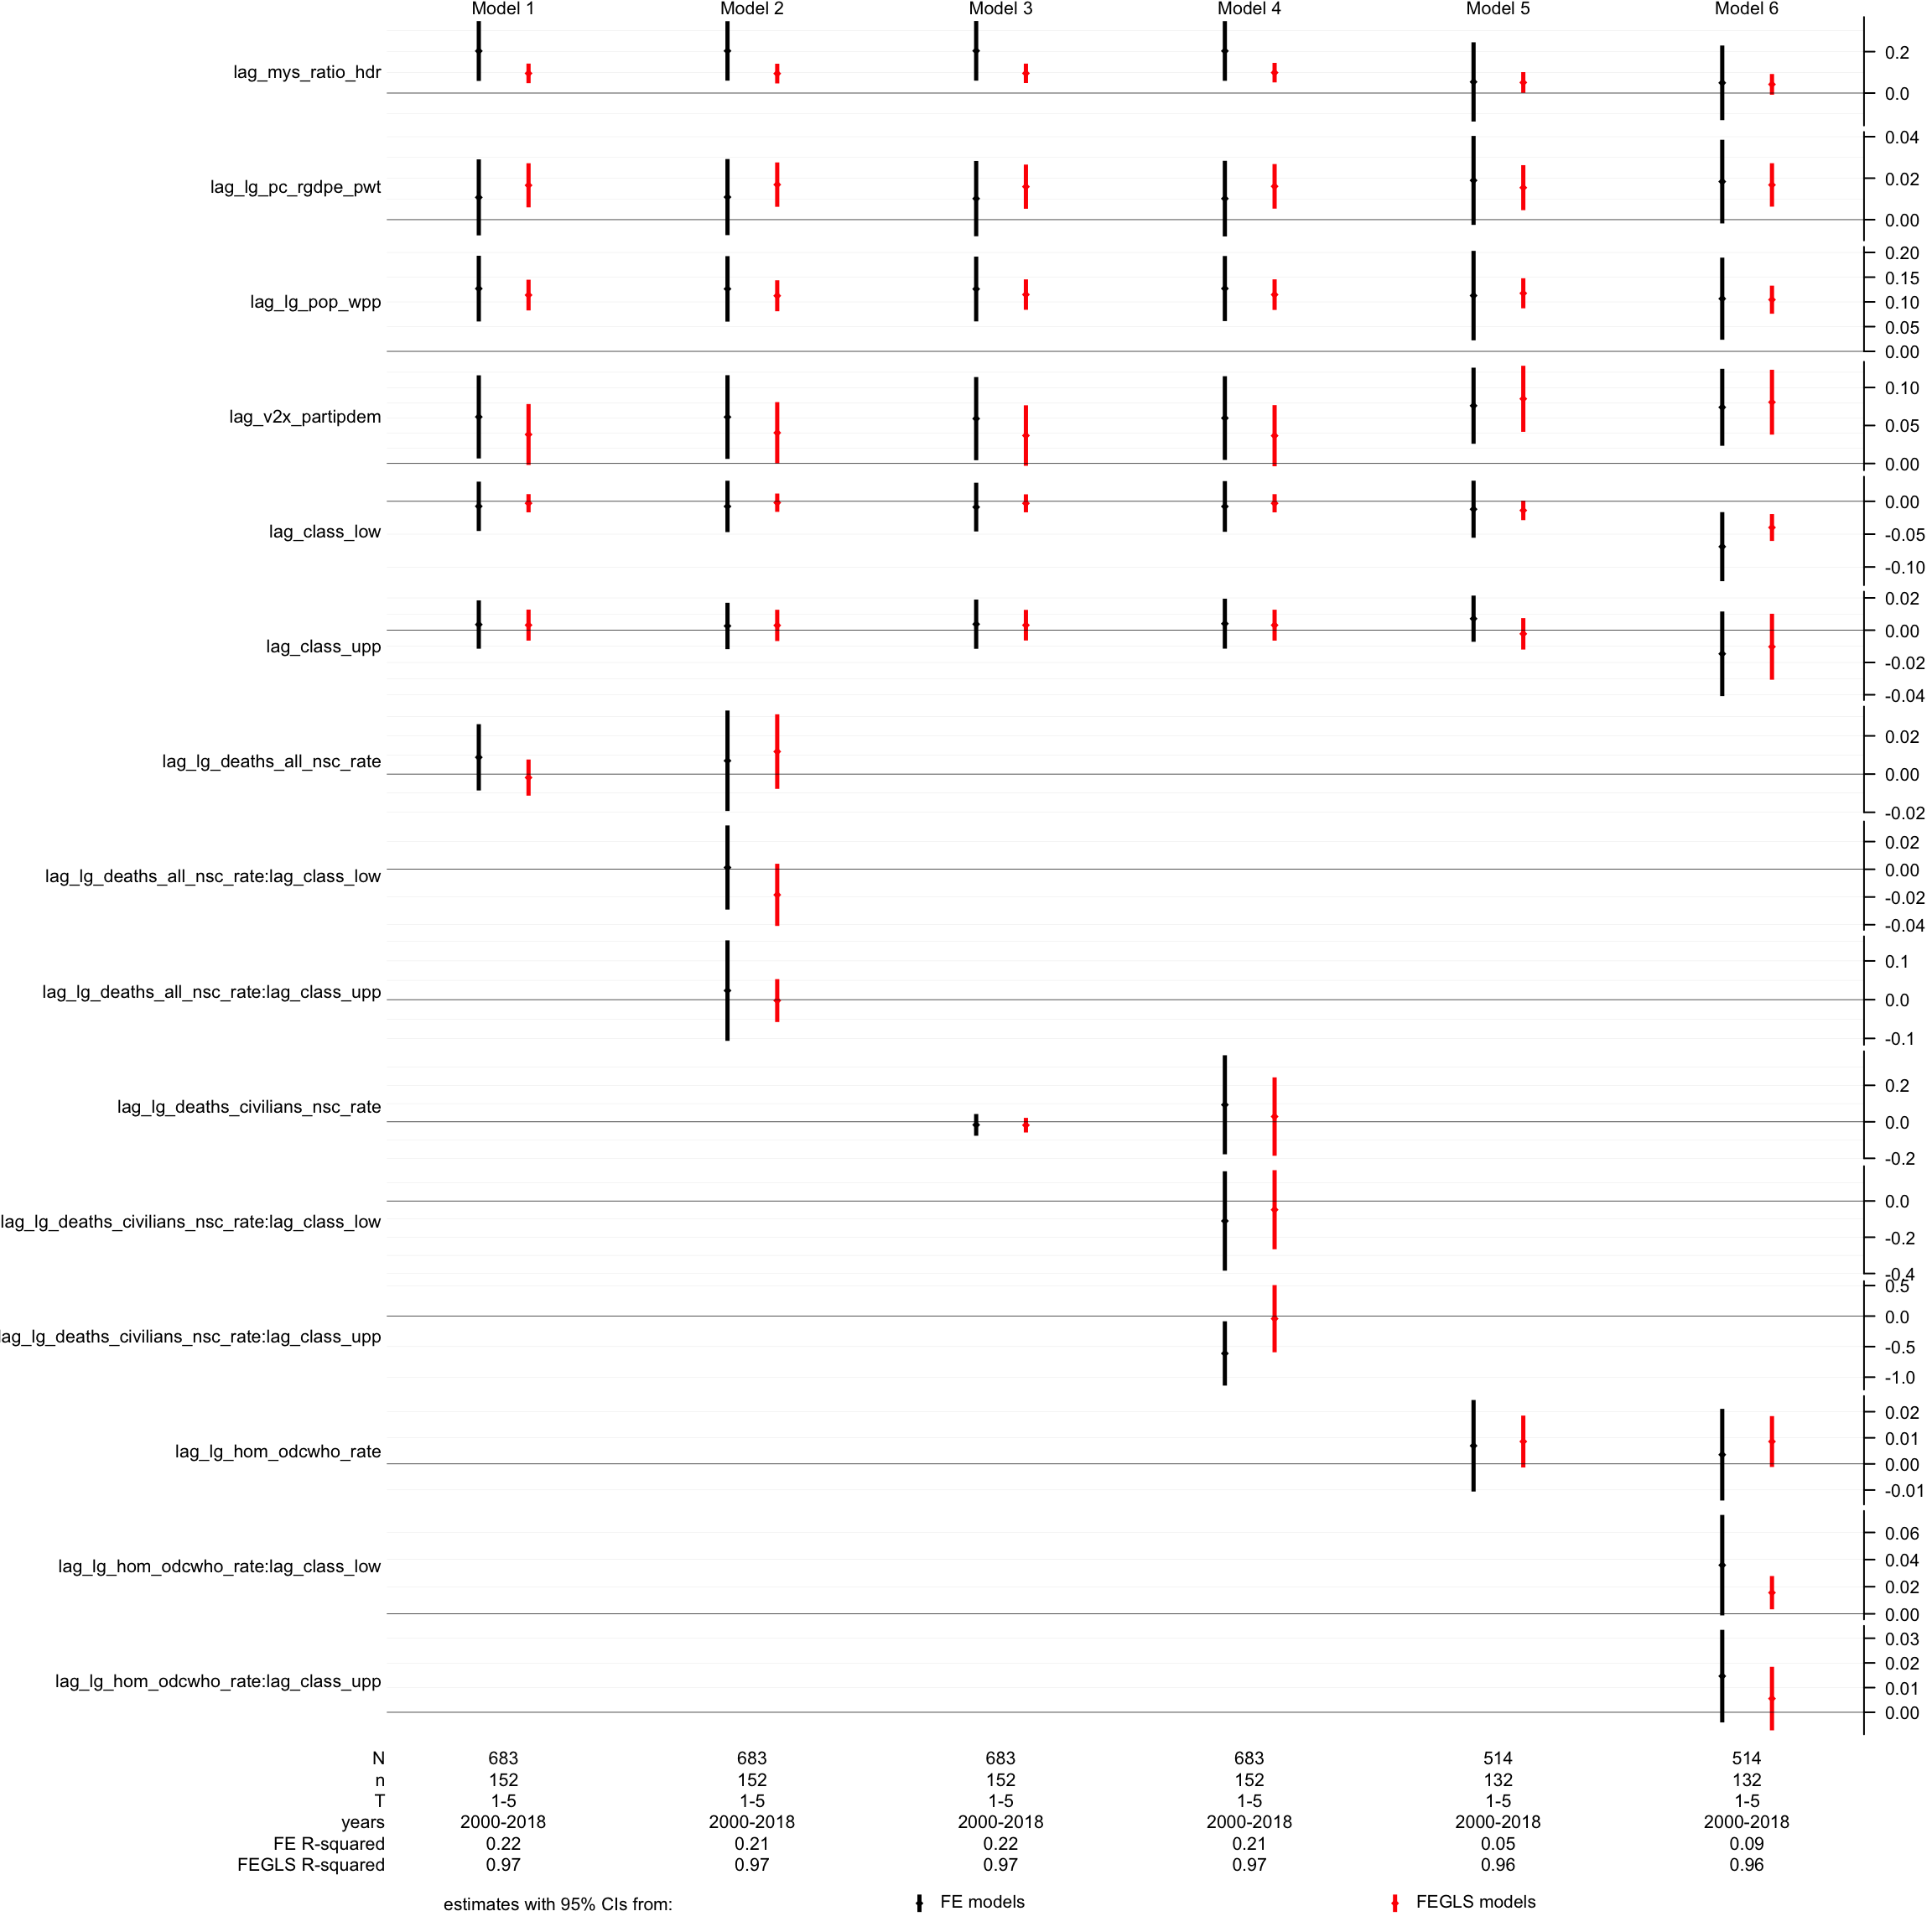 Model 1 Model 2 Model 3 Model 4 Model 5 Model 6
lag_mys_ratio_hdr
0.2
0.0
lag_lg_pc_rgdpe_pwt
0.04
0.02
0.00
lag_lg_pop_wpp
0.20
0.15
0.10
0.05
0.00
lag_v2x_partipdem
0.10
0.05
0.00
lag_class_low
0.00
-0.05
-0.10
lag_class_upp
0.02
0.00
-0.02
-0.04
lag_lg_deaths_all_nsc_rate
0.02
0.00
-0.02
lag_lg_deaths_all_nsc_rate:lag_class_low
0.02
0.00
-0.02
-0.04
lag_lg_deaths_all_nsc_rate:lag_class_upp
0.1
0.0
-0.1
lag_lg_deaths_civilians_nsc_rate
0.2
0.0
-0.2
lag_lg_deaths_civilians_nsc_rate:lag_class_low
0.0
-0.2
-0.4
lag_lg_deaths_civilians_nsc_rate:lag_class_upp
0.5
0.0
-0.5
-1.0
lag_lg_hom_odcwho_rate
0.02
0.01
0.00
-0.01
lag_lg_hom_odcwho_rate:lag_class_low
0.06
0.04
0.02
0.00
lag_lg_hom_odcwho_rate:lag_class_upp
0.03
0.02
0.01
0.00
N 683 683 683 683 514 514
n 152 152 152 152 132 132
T 1-5 1-5 1-5 1-5 1-5 1-5
years 2000-2018 2000-2018 2000-2018 2000-2018 2000-2018 2000-2018
FE R-squared 0.22 0.21 0.22 0.21 0.05 0.09
FEGLS R-squared 0.97 0.97 0.97 0.97 0.96 0.96
estimates with 95% CIs from: FE models FEGLS models